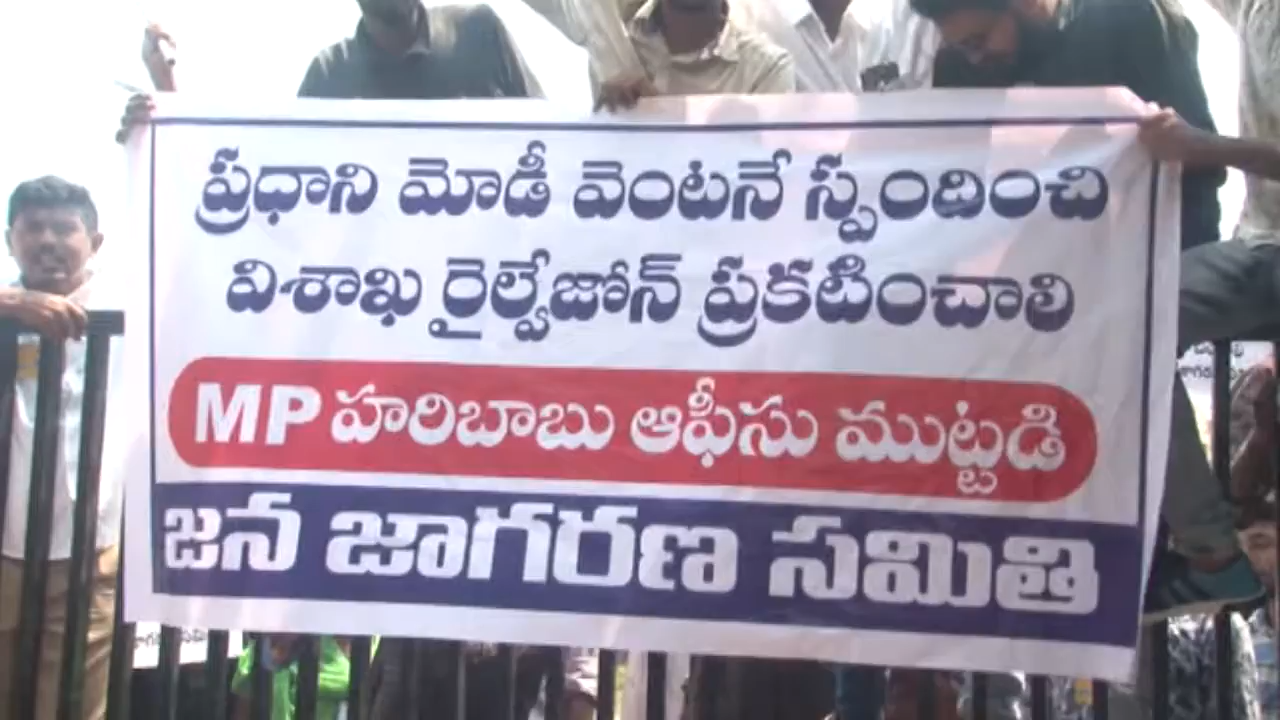 ప్రధాని మోడీ వెంటనే స్పందించి
విశాఖ రైల్వేజోన్ ప్రకటించాలి
MP హరిబాబు ఆఫీసు ముట్టడి
జన జాగరణ సమితి